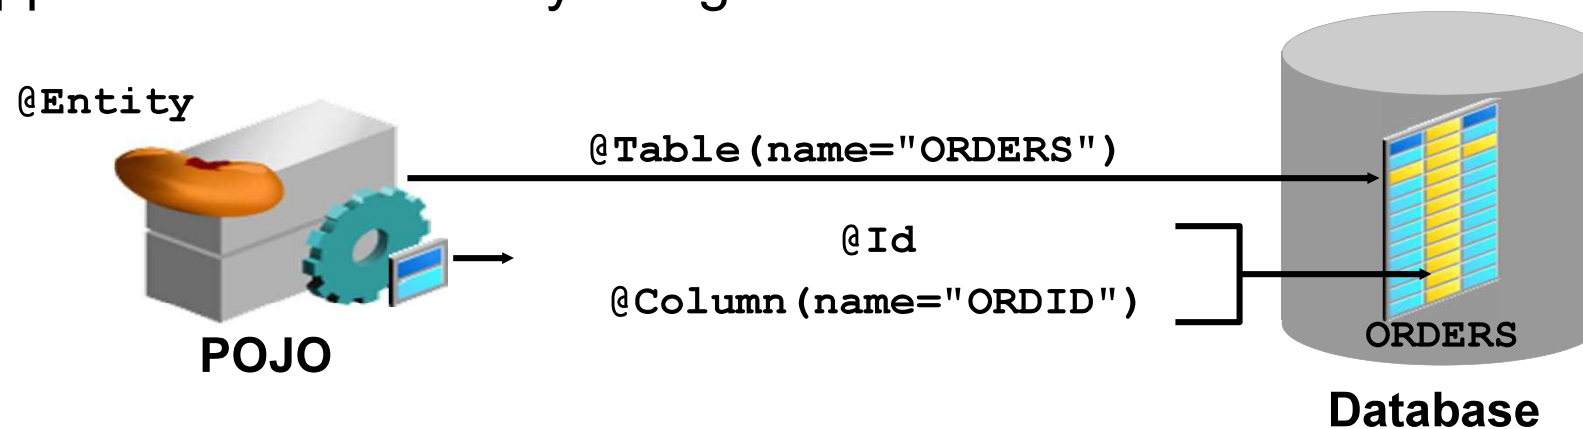 @Entity
@Table(name="ORDERS")
@Id
@Column(name="ORDID")
ORDERS
POJO
Database